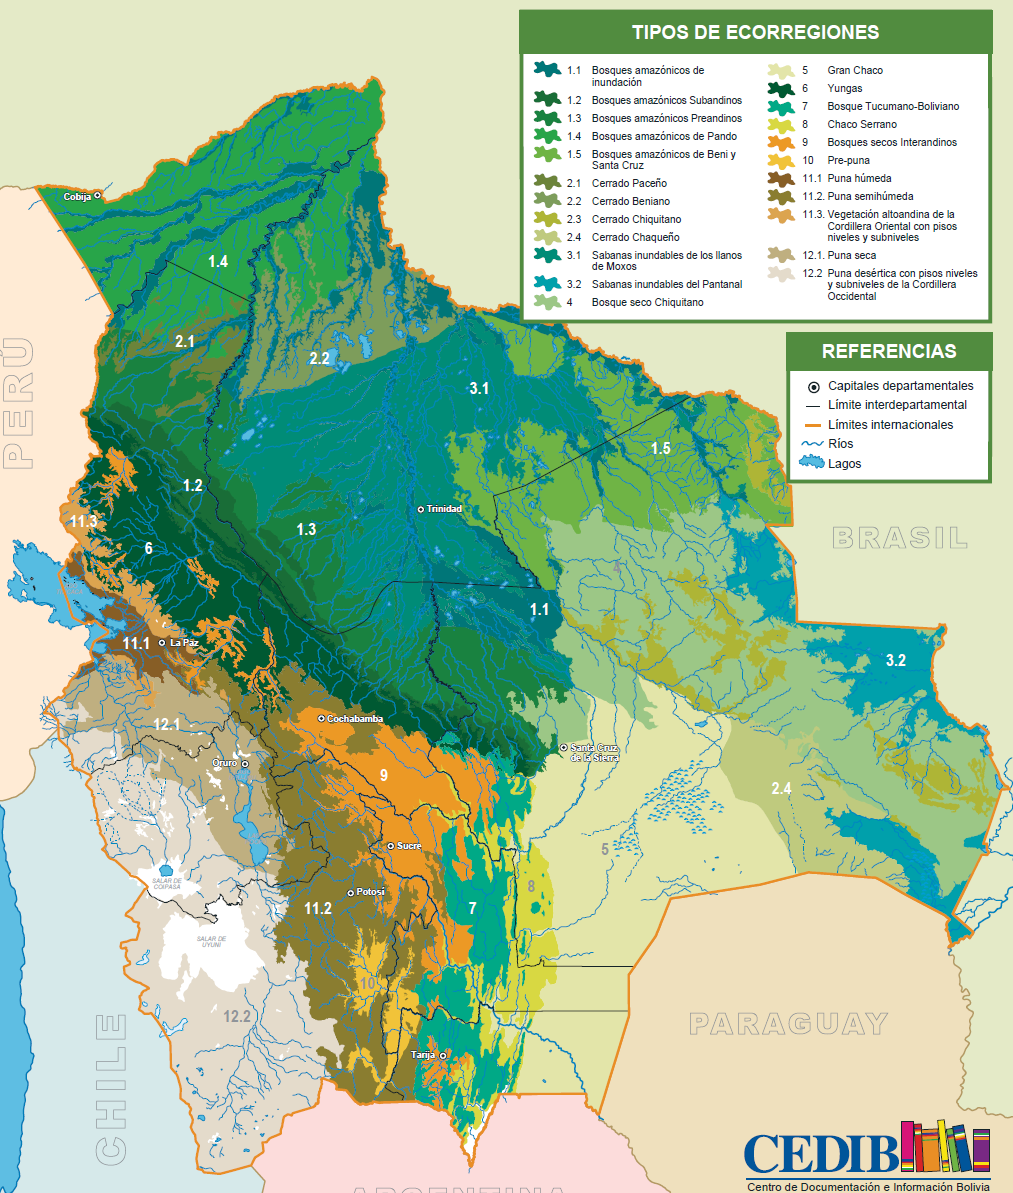 TIPOS DE ECORREGIONES
1.1 Bosques amazónicos de
inundación
1.2 Bosques amazónicos Subandinos
1.3 Bosques amazónicos Preandinos
1.4 Bosques amazónicos de Pando
1.5 Bosques amazónicos de Beni y
Santa Cruz
2.1 Cerrado Paceño
2.2 Cerrado Beniano
2.3 Cerrado Chiquitano
2.4 Cerrado Chaqueño
3.1 Sabanas inundables de los llanos
de Moxos
3.2 Sabanas inundables del Pantanal
4 Bosque seco Chiquitano
5 Gran Chaco
6 Yungas
7 Bosque Tucumano-Boliviano
8 Chaco Serrano
9 Bosques secos Interandinos
10 Pre-puna
11.1 Puna húmeda
11.2. Puna semihúmeda
11.3. Vegetación altoandina de la
Cordillera Oriental con pisos
niveles y subniveles
12.1. Puna seca
12.2 Puna desértica con pisos niveles
y subniveles de la Cordillera
Occidental
REFERENCIAS
Capitales departamentales
Límite interdepartamental
Límites internacionales
Ríos
Lagos
Cobija
1.4
2.1
2.2
3.1
PERÚ
1.5
1.2
Trinidad
11.3
1.3
BRASIL
6
4
1.1
11.1
La Paz
3.2
Cochabamba
12.1
Santa Cruz
de la Sierra
Oruro
9
2.4
Sucre
5
SALAR DE
COIPASA
8
Potosí
11.2
7
SALAR DE
UYUNI
10
12.2
PARAGUAY
CHILE
Tarija
CEDIB
Centro de Documentación e Información Bolivia
ARGENTINA